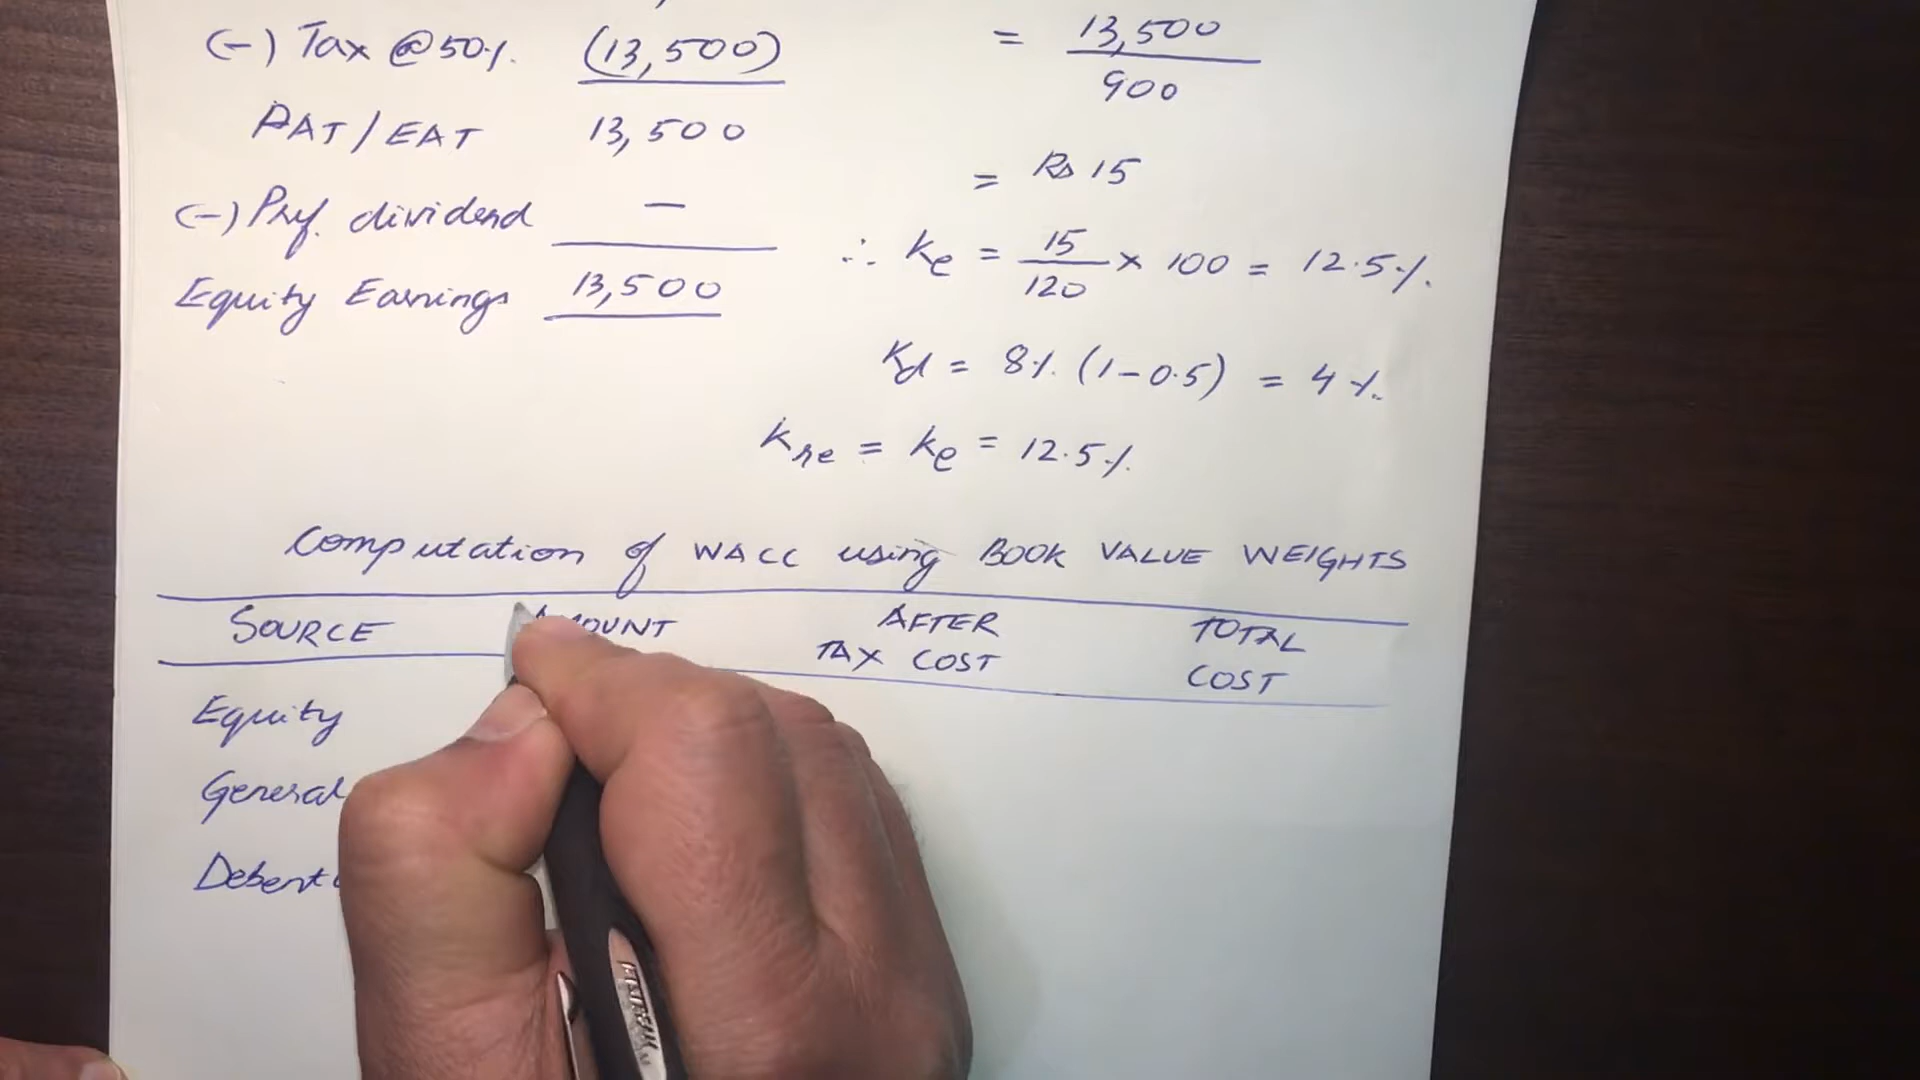 (-) Tax @50%. (13,500)
PAT/EAT 13,500
(-) Prf. dividend —
Equity Earnings 13,500
= 13,500
900
= Rs 15
∴ Ke = 15/120 × 100 = 12.5%.
Kd = 8%. (1-0.5) = 4%.
Kre = Ke = 12.5%.
Computation of WACC using BOOK VALUE WEIGHTS
SOURCE AMOUNT AFTER TAX COST TOTAL COST
Equity
General